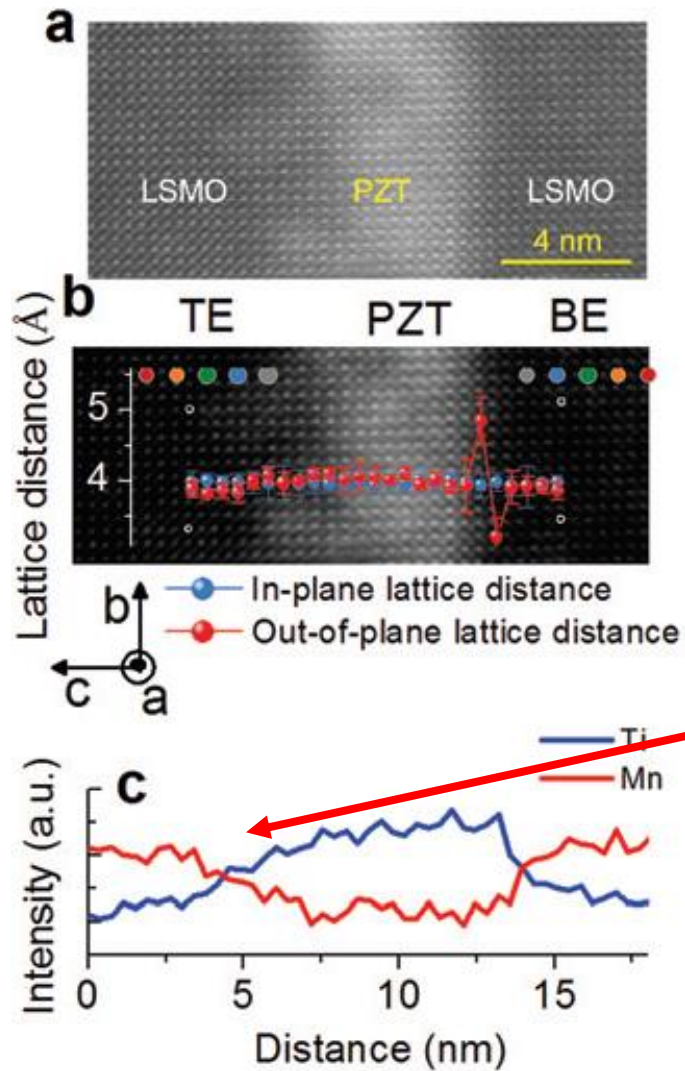 a
LSMO PZT LSMO
4 nm
b TE PZT BE
Lattice distance (Å)
5
4
In-plane lattice distance
Out-of-plane lattice distance
b
c a
c
Ti
Mn
Intensity (a.u.)
0 5 10 15
Distance (nm)